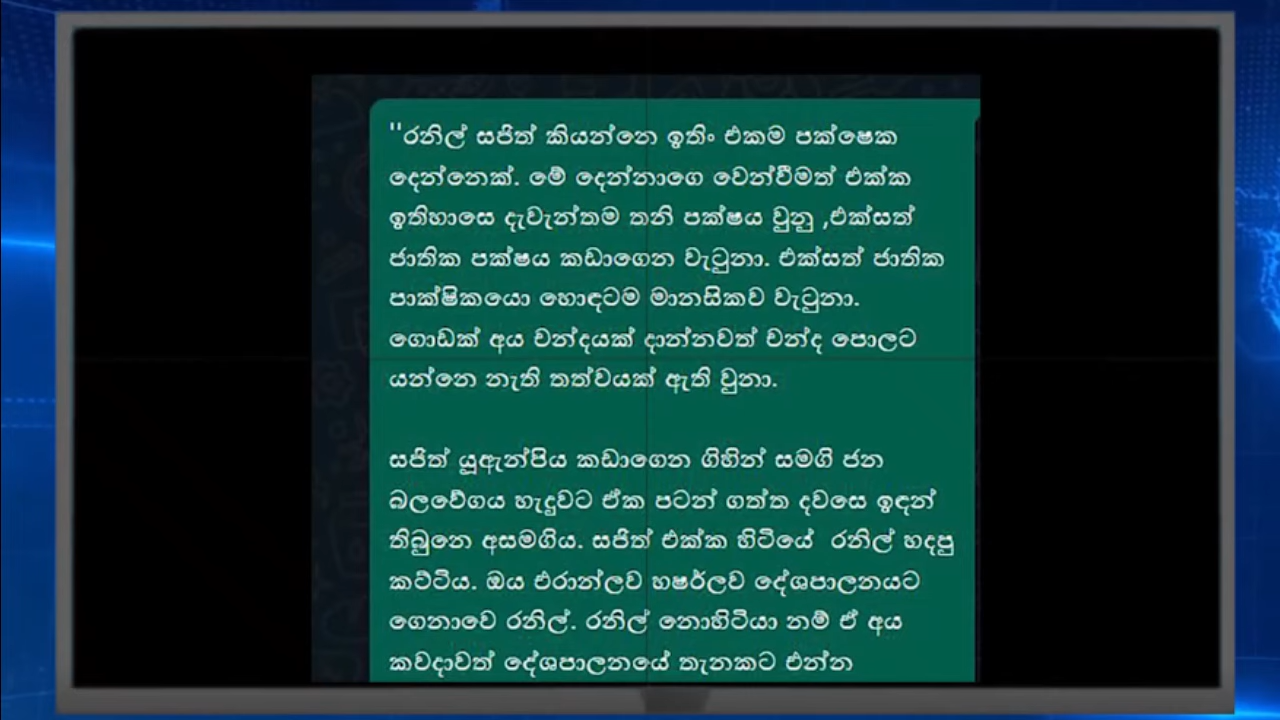 "රනිල් සජිත් කියන්නෙ ඉතිං එකම පක්ෂෙක
දෙන්නෙක්. මේ දෙන්නාගෙ වෙන්වීමත් එක්ක
ඉතිහාසෙ දැවැන්තම තනි පක්ෂය වුනු ,එක්සත්
ජාතික පක්ෂය කඩාගෙන වැටුනා. එක්සත් ජාතික
පාක්ෂිකයො හොඳටම මානසිකව වැටුනා.
ගොඩක් අය චන්දයක් දාන්නවත් චන්ද පොලට
යන්නෙ නැති තත්වයක් ඇති වුනා.
සජිත් යූඇන්පිය කඩාගෙන ගිහින් සමගි ජන
බලවේගය හැදුවට ඒක පටන් ගත්ත දවසෙ ඉඳන්
තිබුනෙ අසමගිය. සජිත් එක්ක හිටියේ රනිල් හදපු
කට්ටිය. ඔය එරාන්ලව හෂර්ලව දේශපාලනයට
ගෙනාවෙ රනිල්. රනිල් නොහිටියා නම් ඒ අය
කවදාවත් දේශපාලනයේ තැනකට එන්න